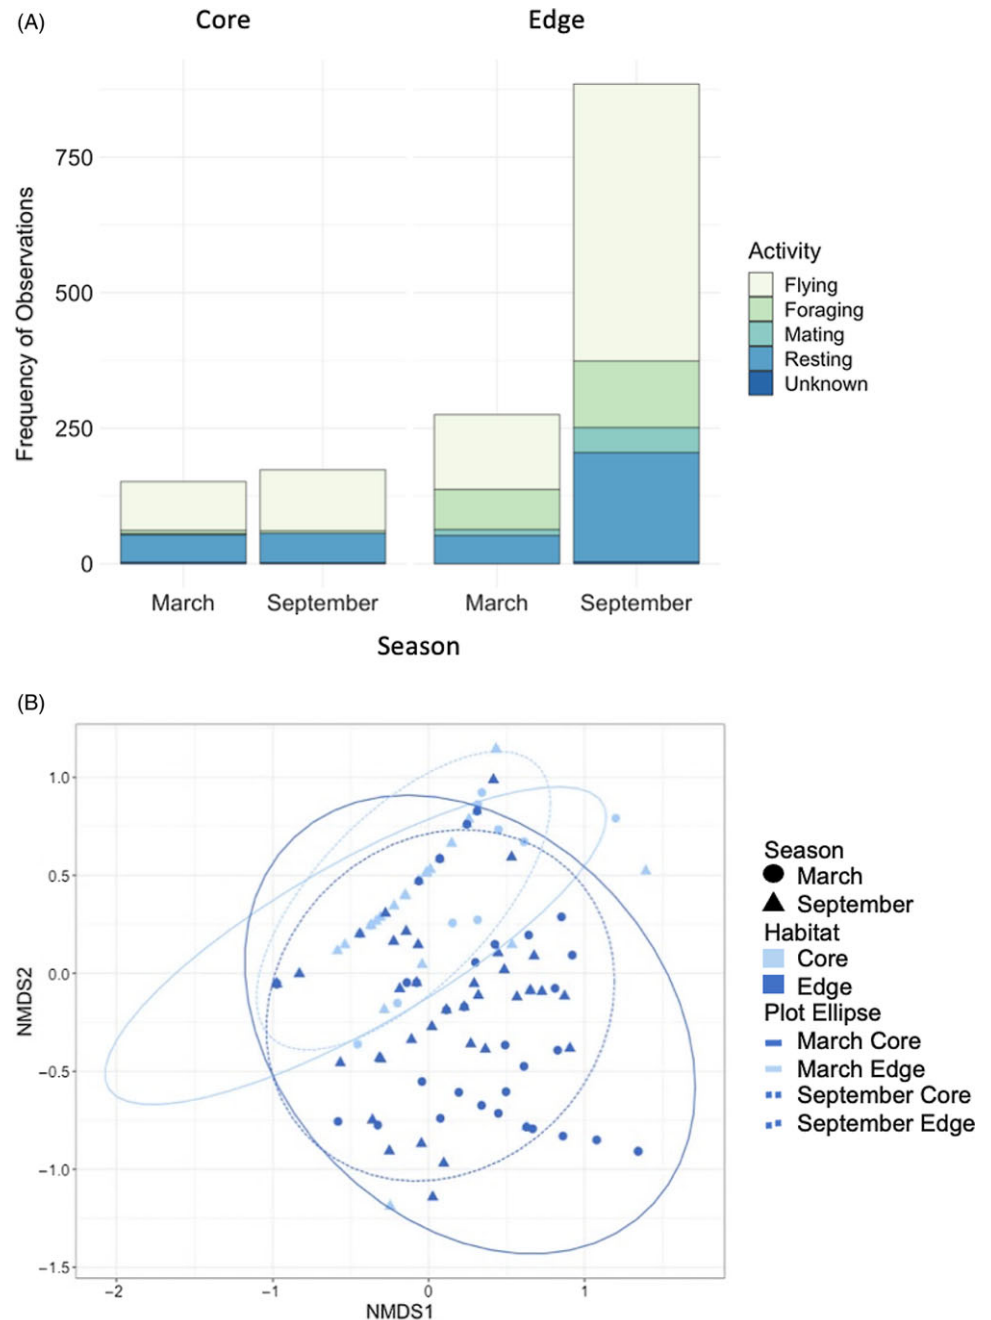 (A)
Core
Edge
Frequency of Observations
750
500
250
0
March
September
March
September
Season
Activity
Flying
Foraging
Mating
Resting
Unknown
(B)
NMDS2
1.0
0.5
0.0
−0.5
−1.0
−1.5
−2
−1
0
1
NMDS1
Season
March
September
Habitat
Core
Edge
Plot Ellipse
March Core
March Edge
September Core
September Edge